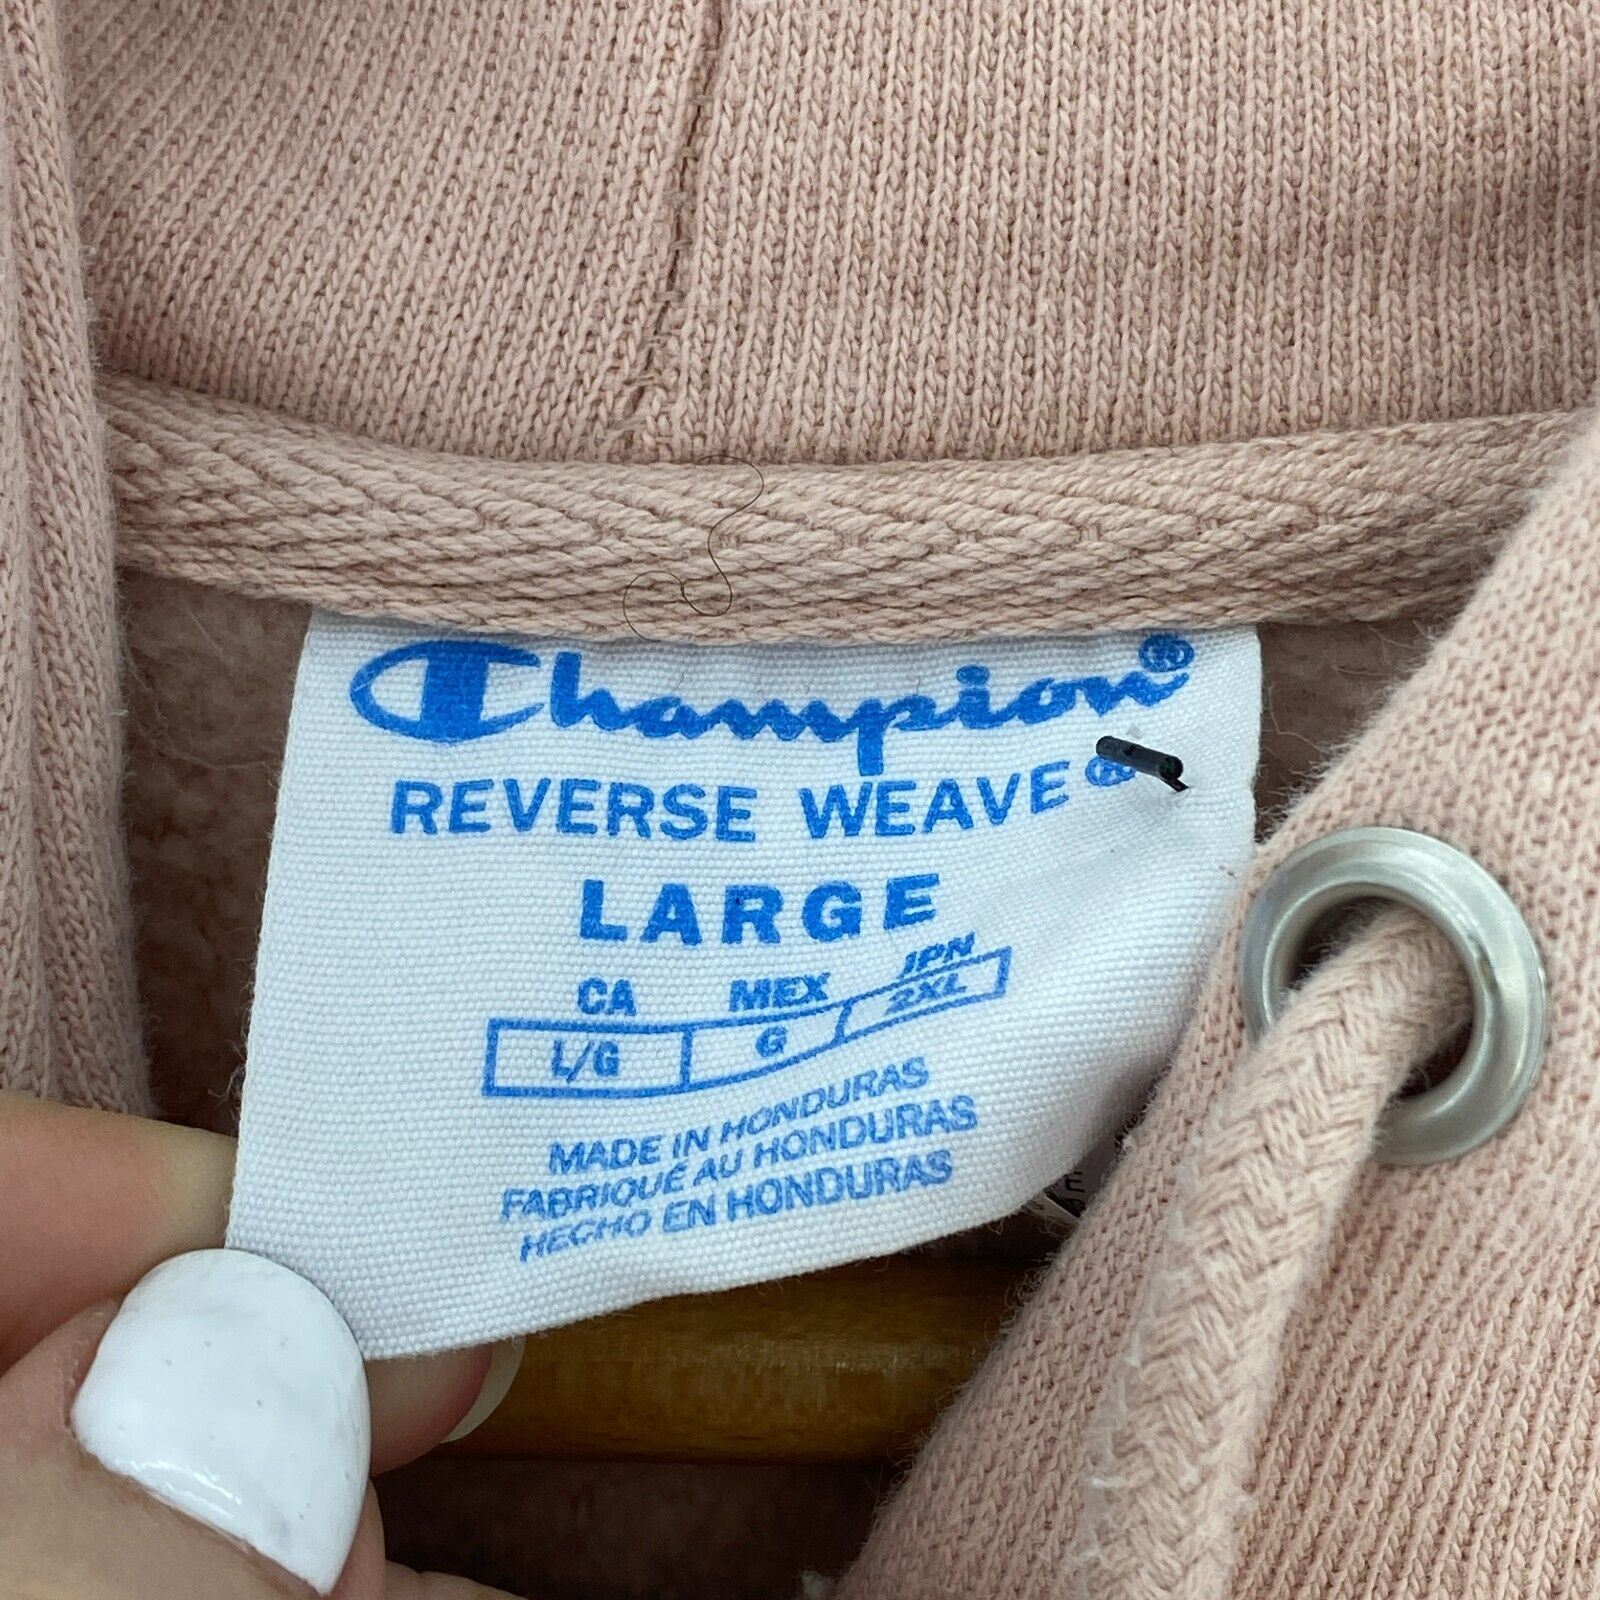 Champion®
REVERSE WEAVE®
LARGE
CA MEX JPN
L/G G 2XL
MADE IN HONDURAS
FABRIQUÉ AU HONDURAS
HECHO EN HONDURAS